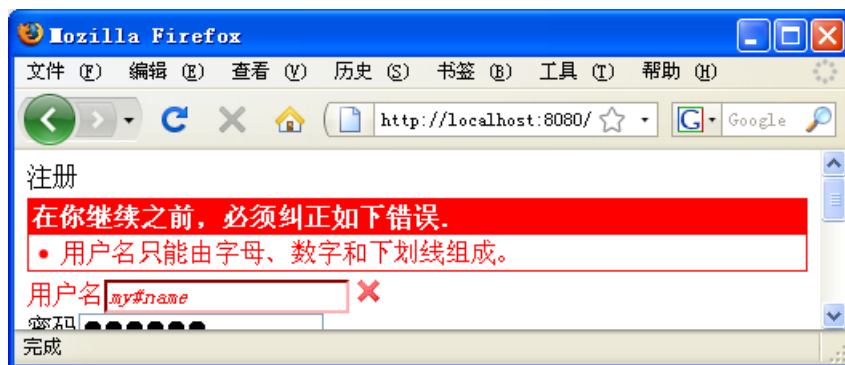 Mozilla Firefox
文件 (F) 编辑 (E) 查看 (V) 历史 (S) 书签 (B) 工具 (T) 帮助 (H)
http://localhost:8080/ G Google
注册
在你继续之前，必须纠正如下错误.
• 用户名只能由字母、数字和下划线组成。
用户名 my#name
密码 ●●●●●●
完成